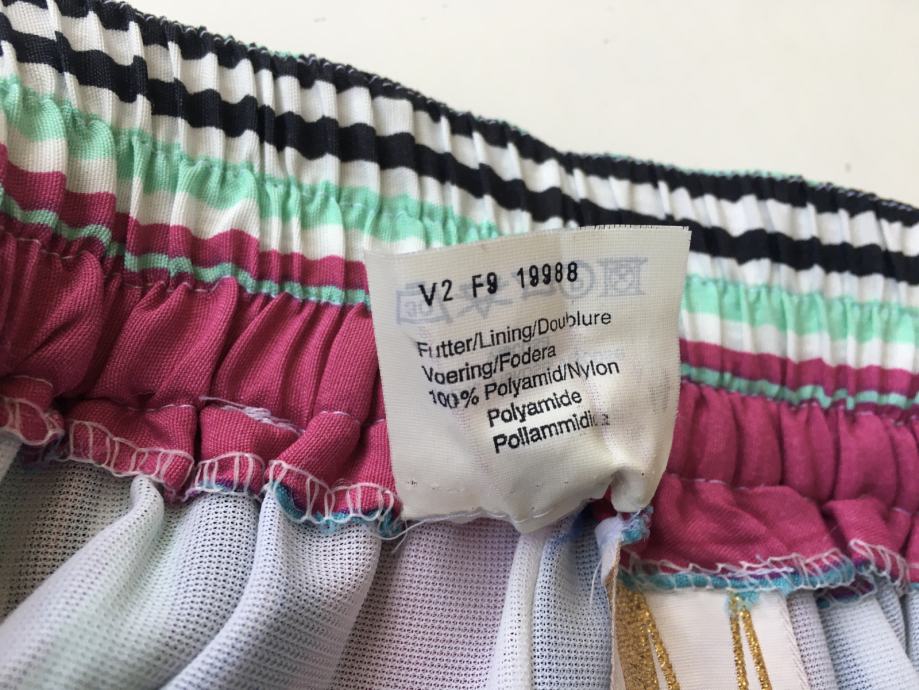 V2 F9 19988
Futter/Lining/Doublure
Voering/Fodera
100% Polyamid/Nylon
Polyamide
Pollammidica